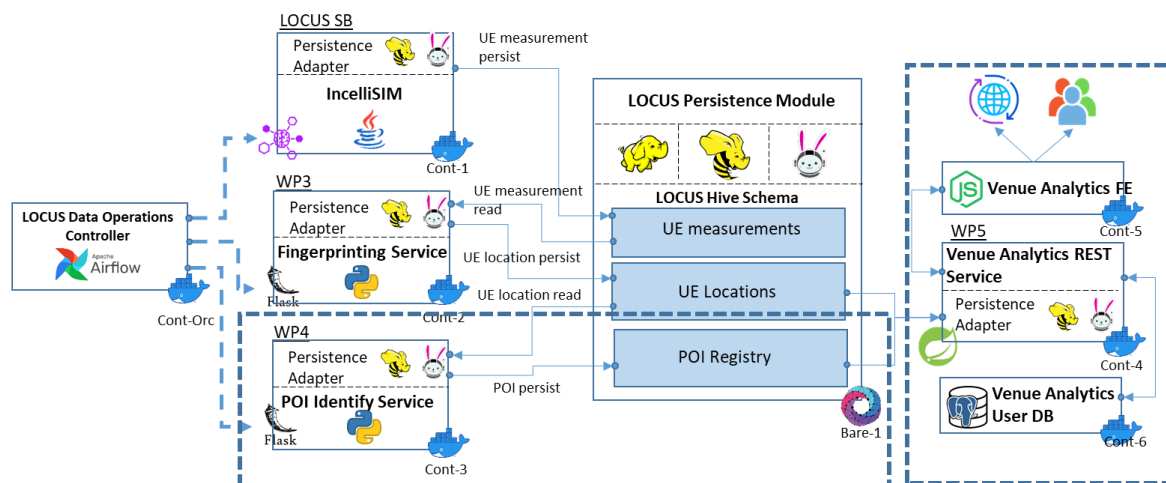 LOCUS SB
Persistence
Adapter
IncelliSIM
Cont-1
UE measurement
persist
WP3
Persistence
Adapter
Fingerprinting Service
Flask
Cont-2
UE measurement
read
UE location persist
UE location read
LOCUS Data Operations
Controller
Apache
Airflow
Cont-Orc
WP4
Persistence
Adapter
POI Identify Service
Flask
Cont-3
POI persist
LOCUS Persistence Module
LOCUS Hive Schema
UE measurements
UE Locations
POI Registry
Bare-1
JS
Venue Analytics FE
Cont-5
WP5
Venue Analytics REST
Service
Persistence
Adapter
Cont-4
Venue Analytics
User DB
Cont-6